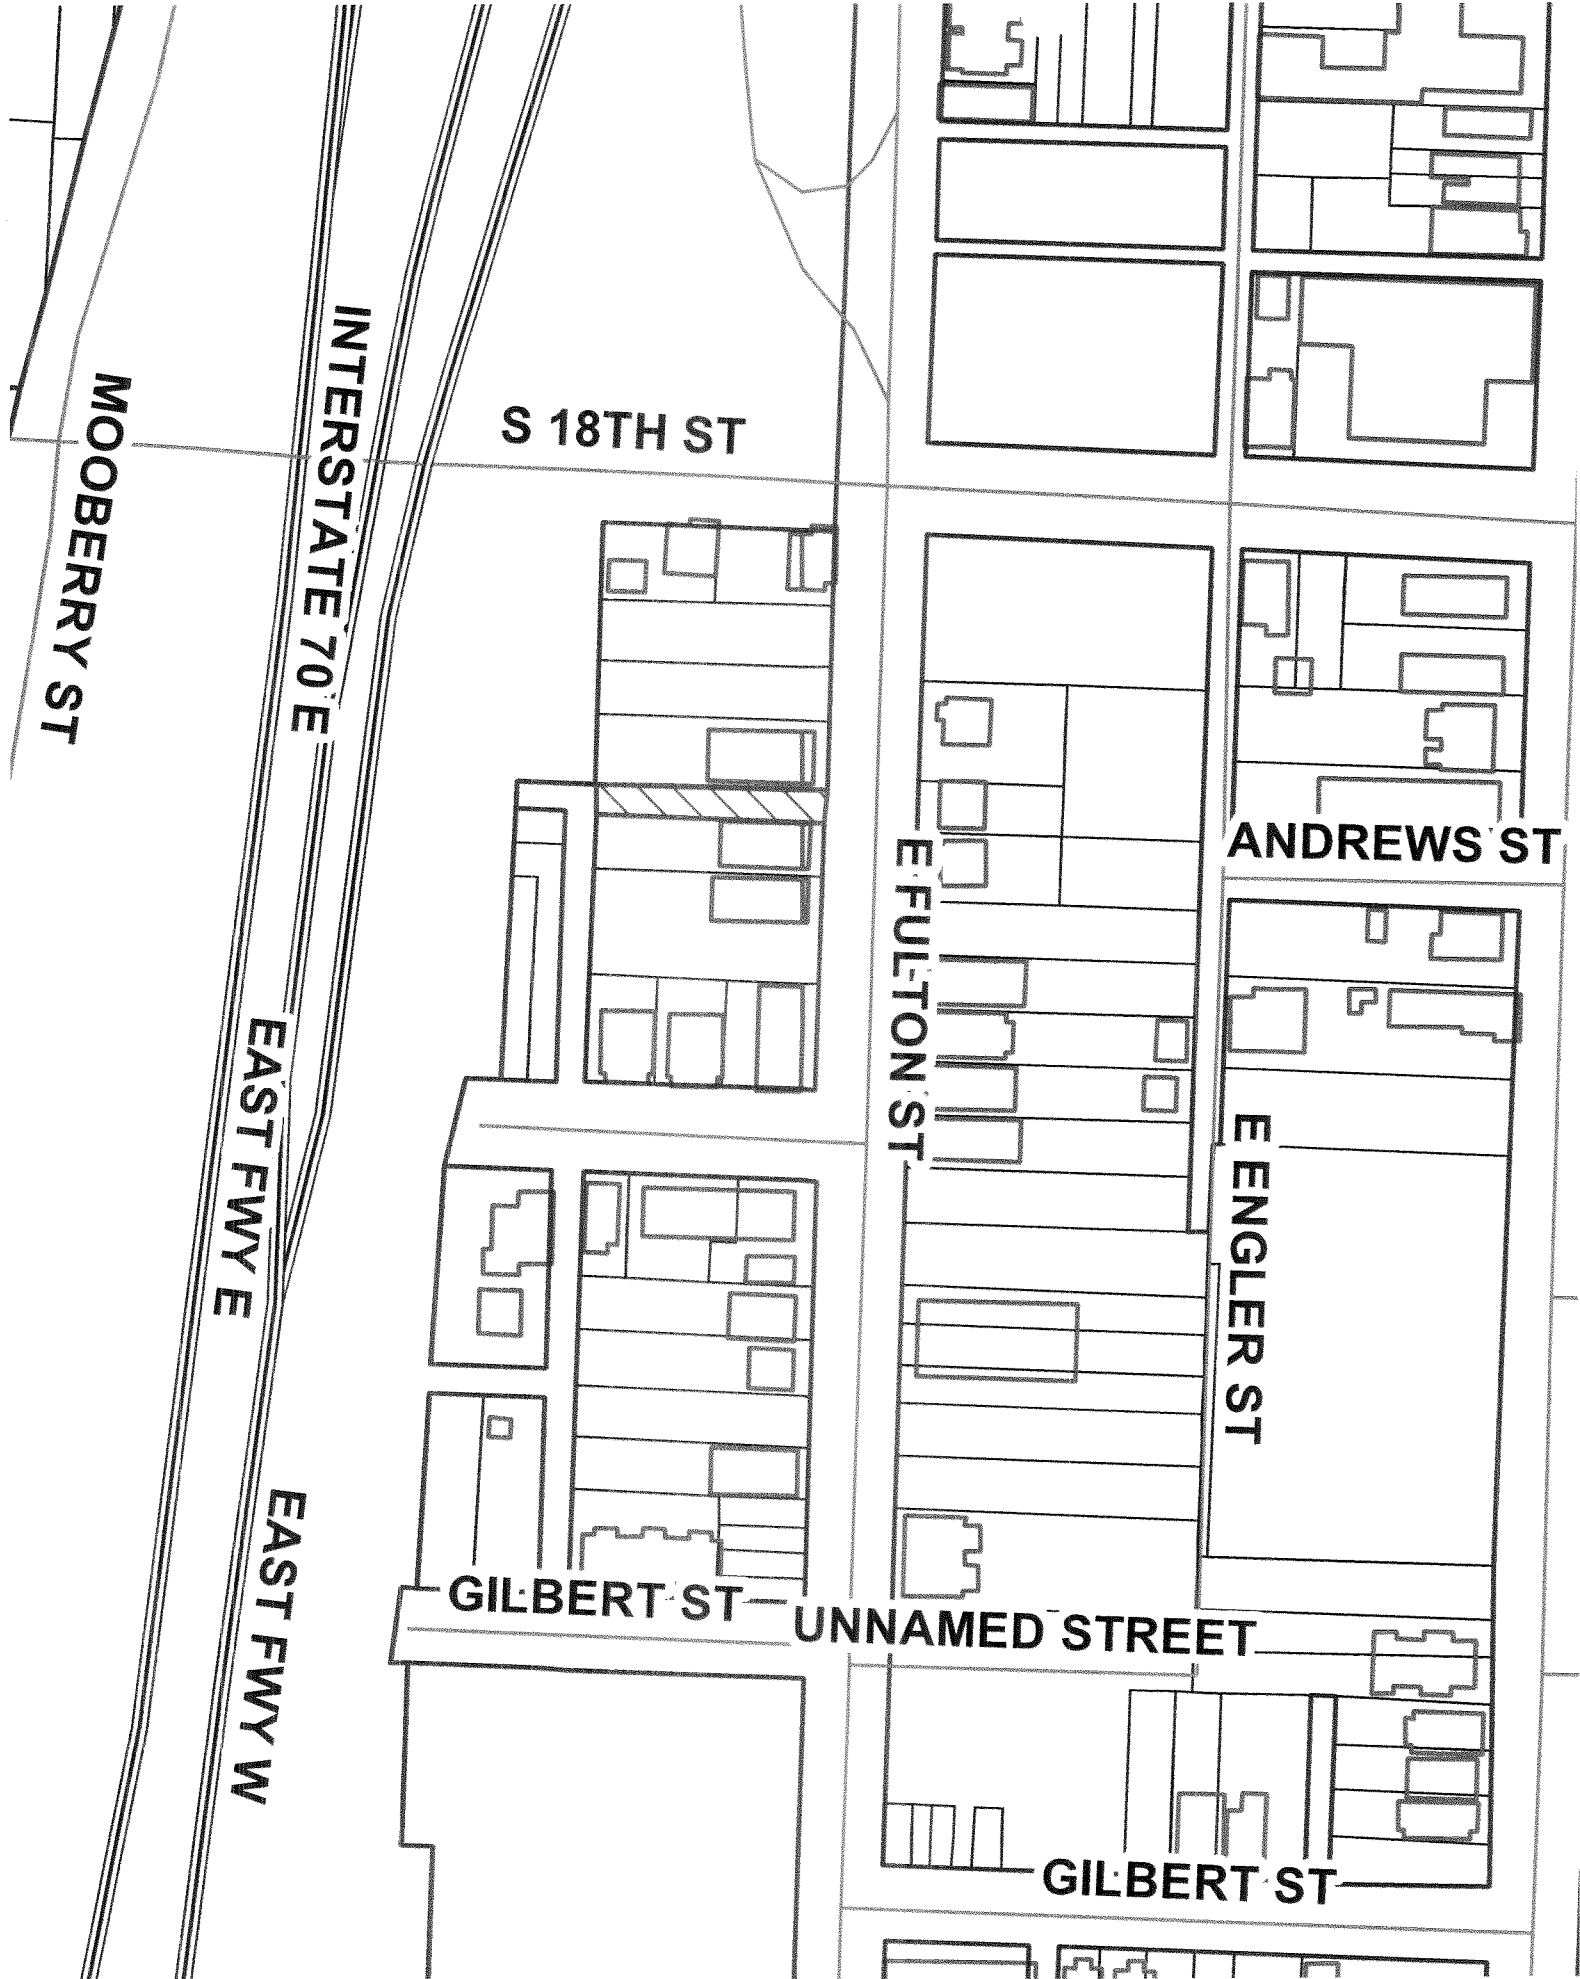 INTERSTATE 70 E
MOOBERRY ST
S 18TH ST
ANDREWS ST
E FULTON ST
EAST FWY E
E ENGLER ST
EAST FWY W
GILBERT ST
UNNAMED STREET
GILBERT ST